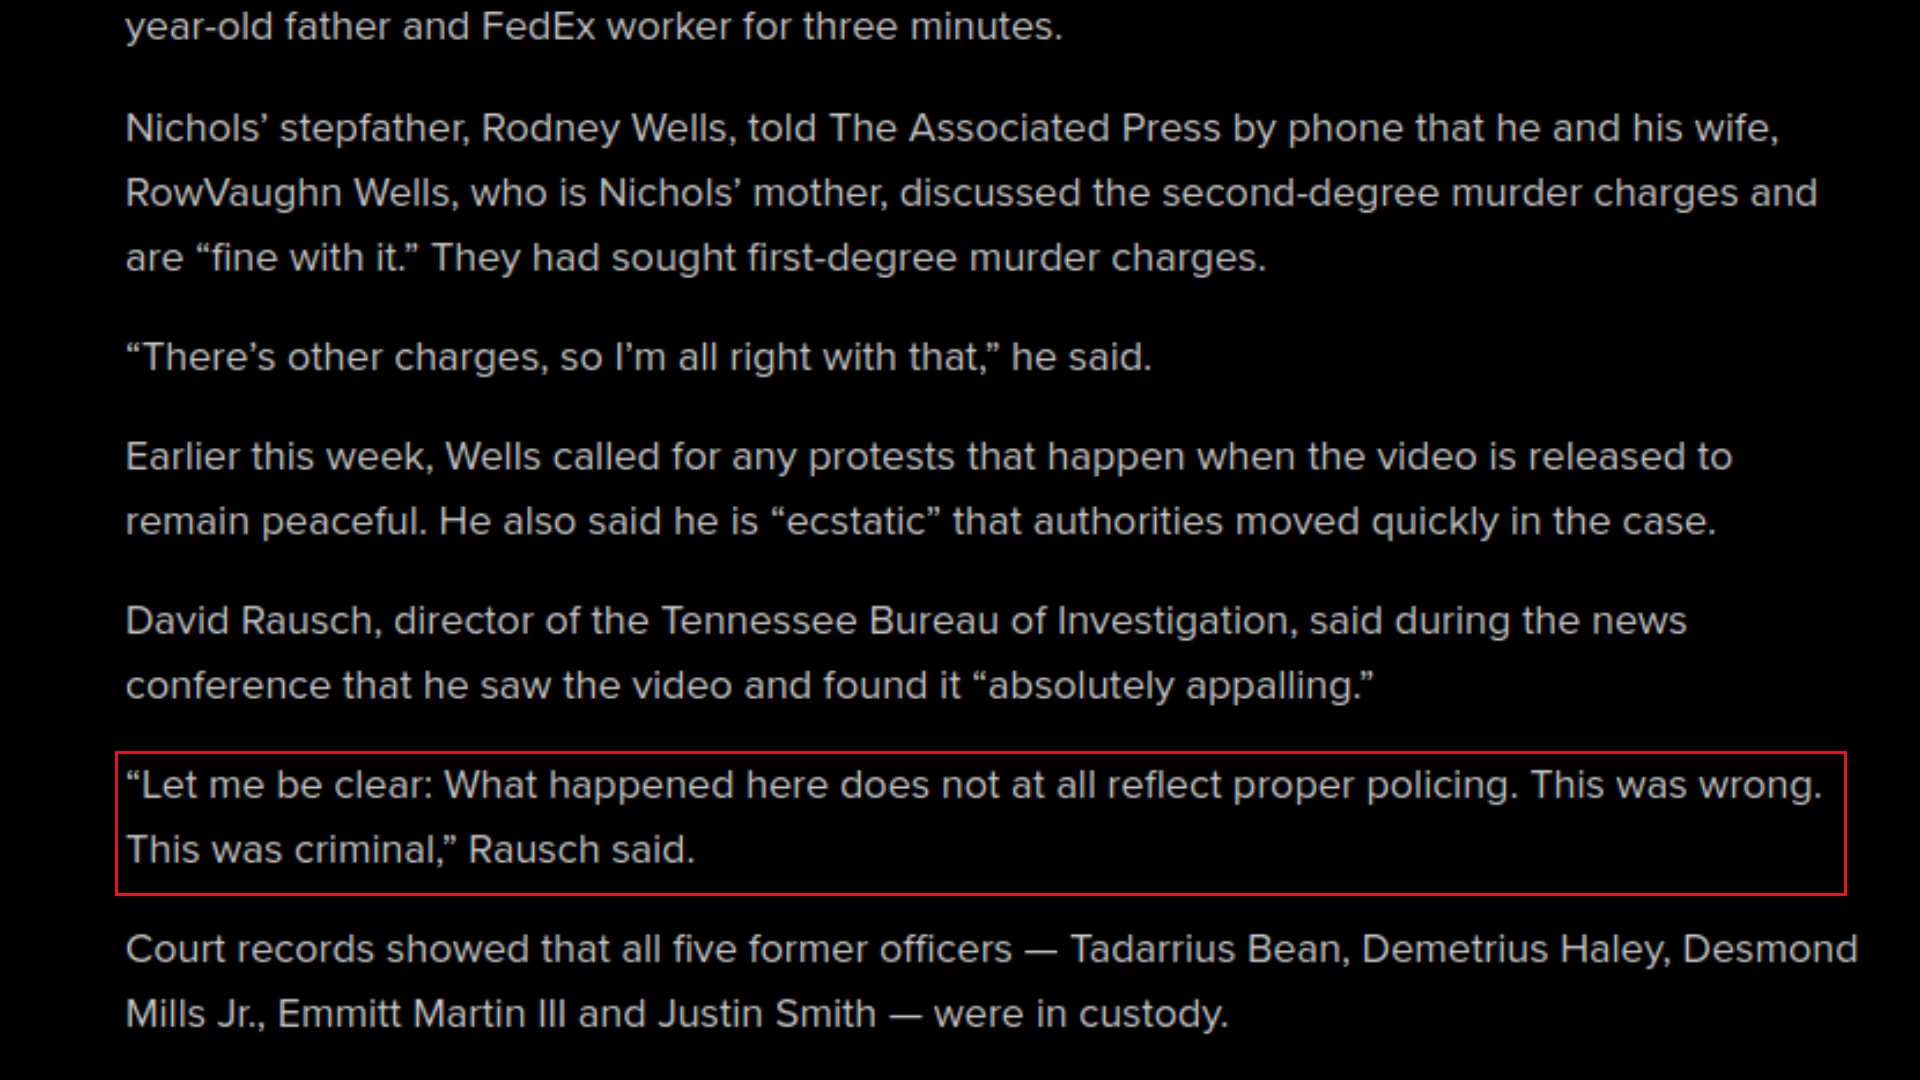 year-old father and FedEx worker for three minutes.
Nichols’ stepfather, Rodney Wells, told The Associated Press by phone that he and his wife,
RowVaughn Wells, who is Nichols’ mother, discussed the second-degree murder charges and
are “fine with it.” They had sought first-degree murder charges.
“There’s other charges, so I’m all right with that,” he said.
Earlier this week, Wells called for any protests that happen when the video is released to
remain peaceful. He also said he is “ecstatic” that authorities moved quickly in the case.
David Rausch, director of the Tennessee Bureau of Investigation, said during the news
conference that he saw the video and found it “absolutely appalling.”
“Let me be clear: What happened here does not at all reflect proper policing. This was wrong.
This was criminal,” Rausch said.
Court records showed that all five former officers — Tadarrius Bean, Demetrius Haley, Desmond
Mills Jr., Emmitt Martin III and Justin Smith — were in custody.